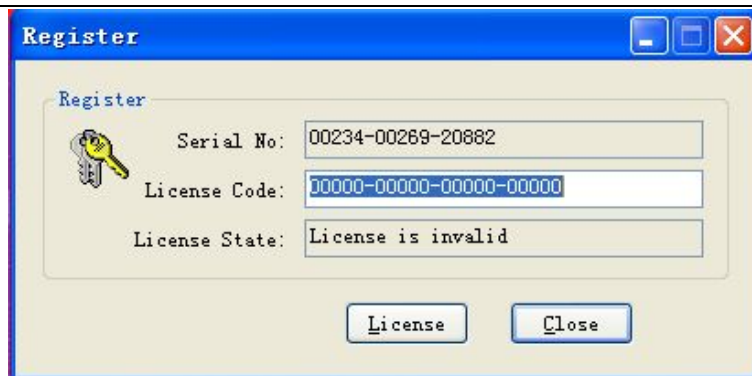 Register
Register
Serial No: 00234-00269-20882
License Code: 00000-00000-00000-00000
License State: License is invalid
License Close